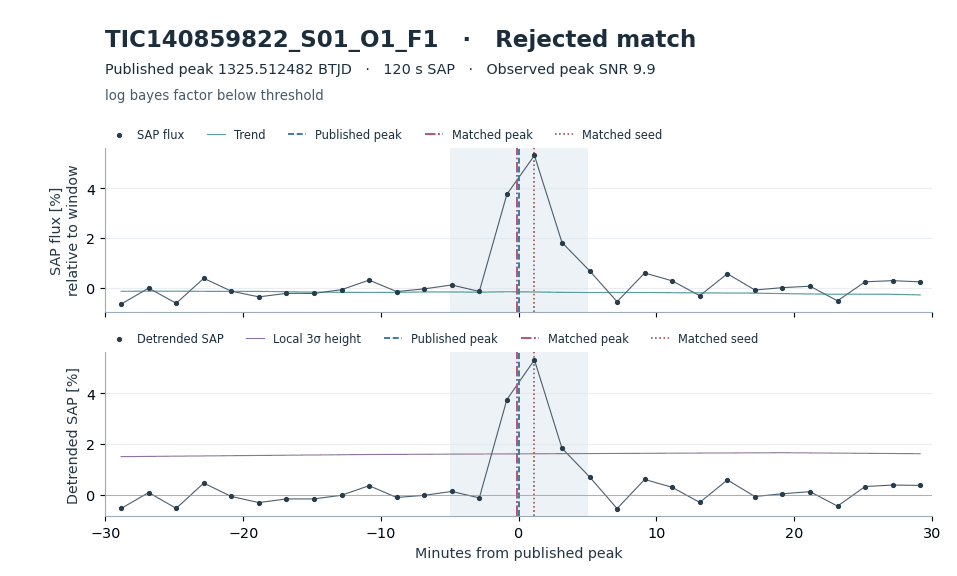 TIC140859822_S01_O1_F1 · Rejected match
Published peak 1325.512482 BTJD · 120 s SAP · Observed peak SNR 9.9
log bayes factor below threshold
SAP flux Trend Published peak Matched peak Matched seed
SAP flux [%]
relative to window
4
2
0
Detrended SAP Local 3σ height Published peak Matched peak Matched seed
Detrended SAP [%]
4
2
0
−30 −20 −10 0 10 20 30
Minutes from published peak